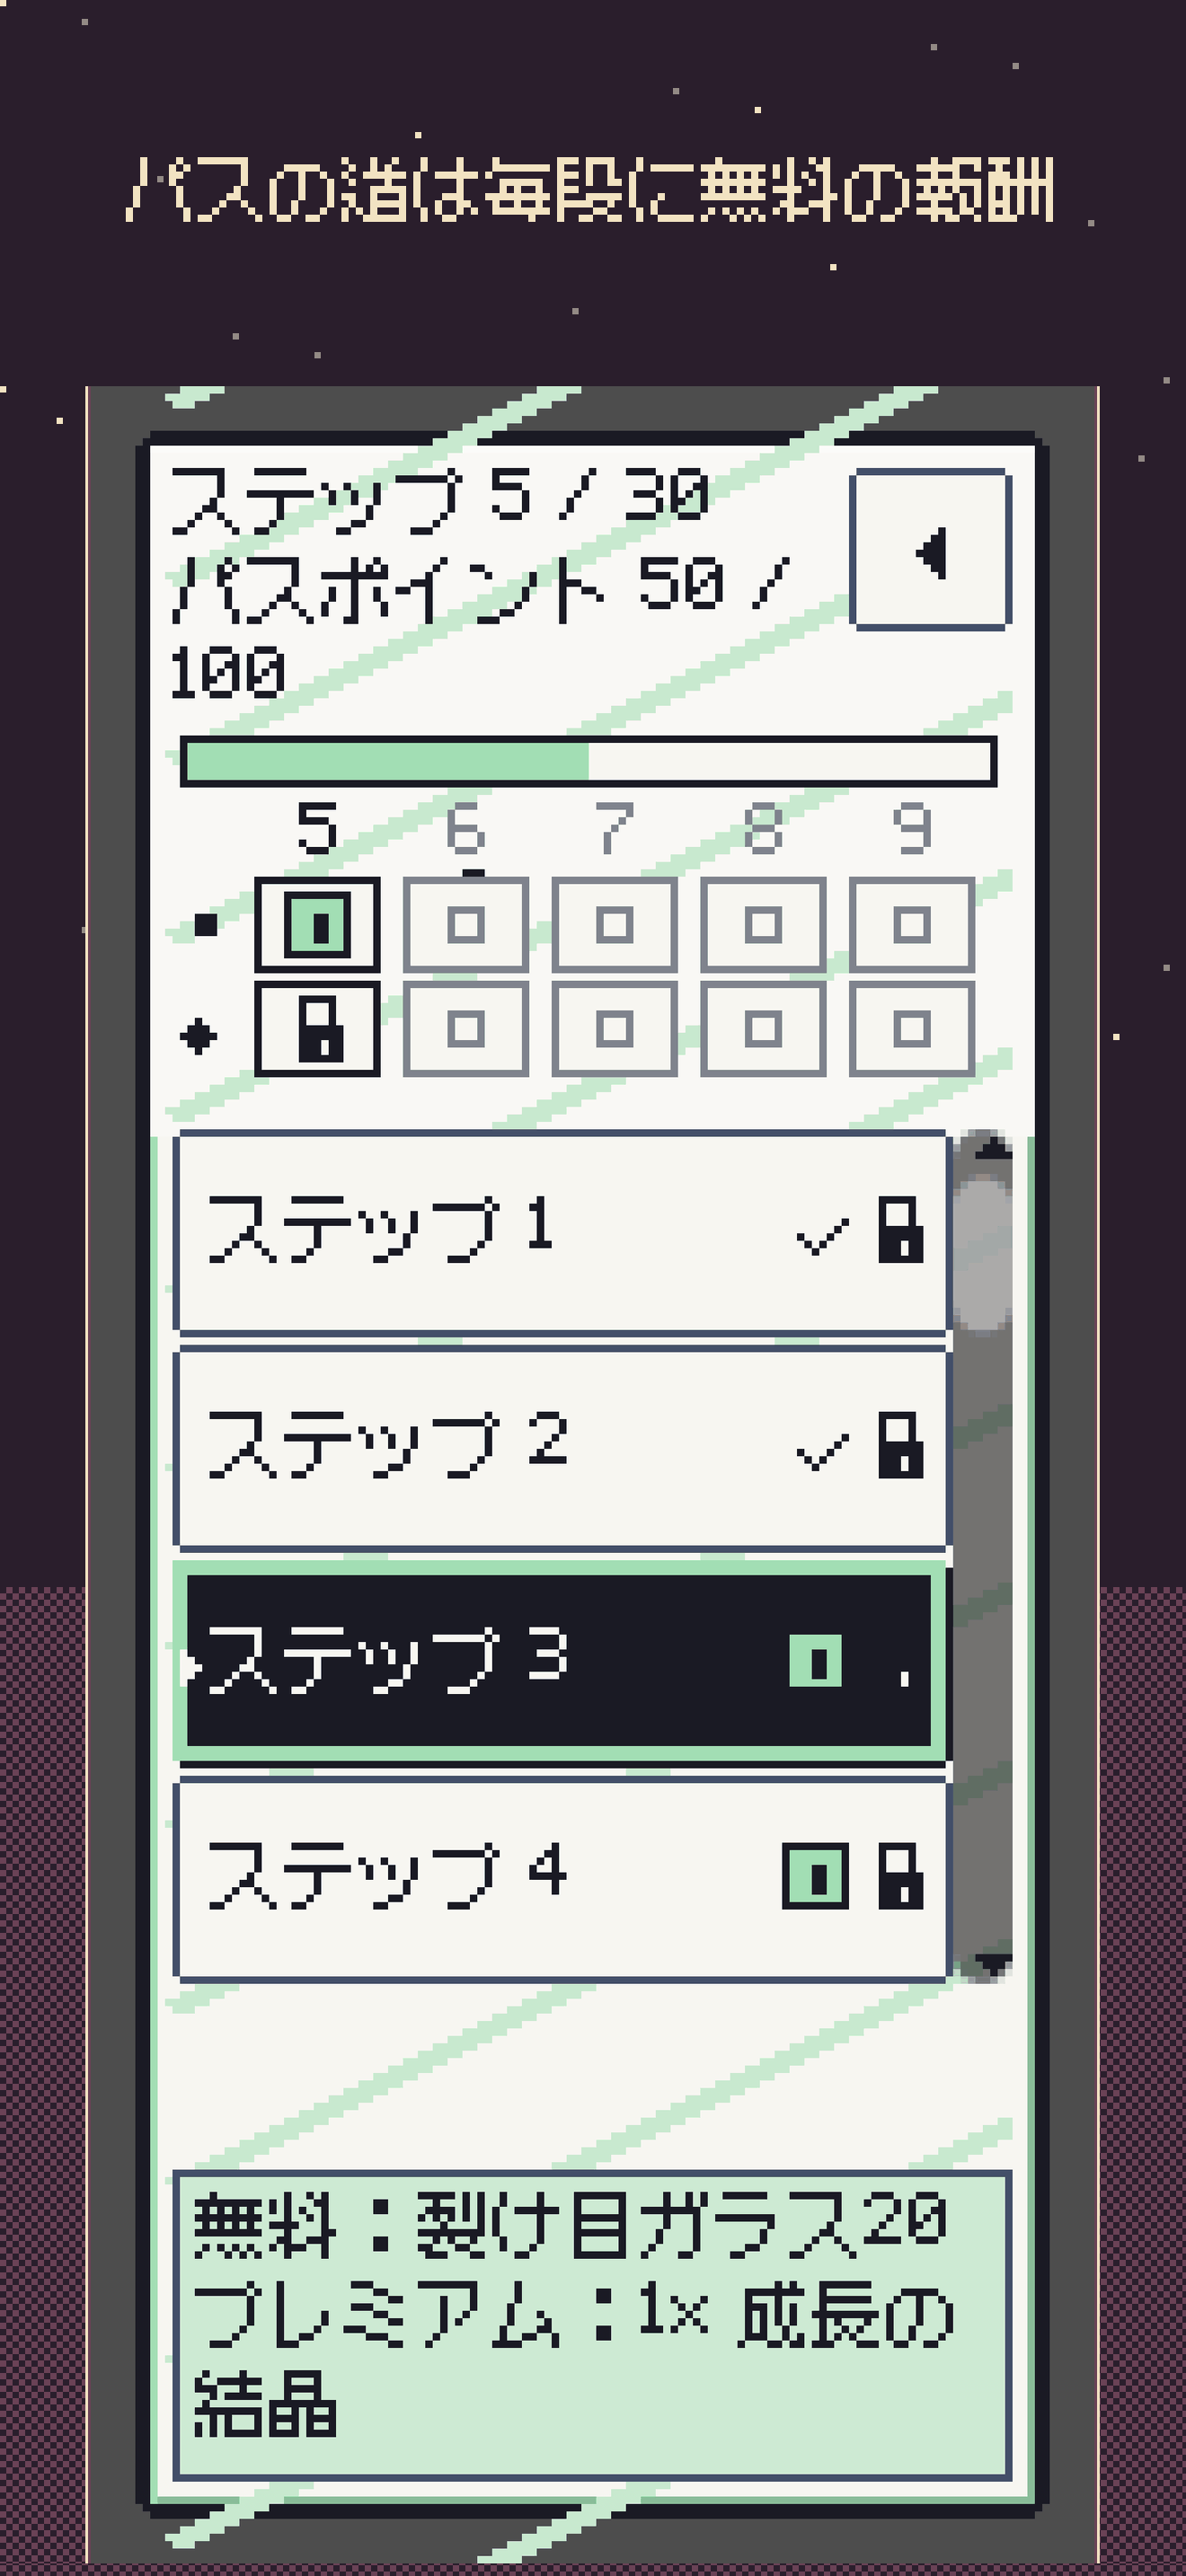 パスの道は毎段に無料の報酬
ステップ 5 / 30
パスポイント 50 /
100
5 6 7 8 9
ステップ 1
ステップ 2
ステップ 3
ステップ 4
無料：裂け目ガラス20
プレミアム：1× 成長の
結晶